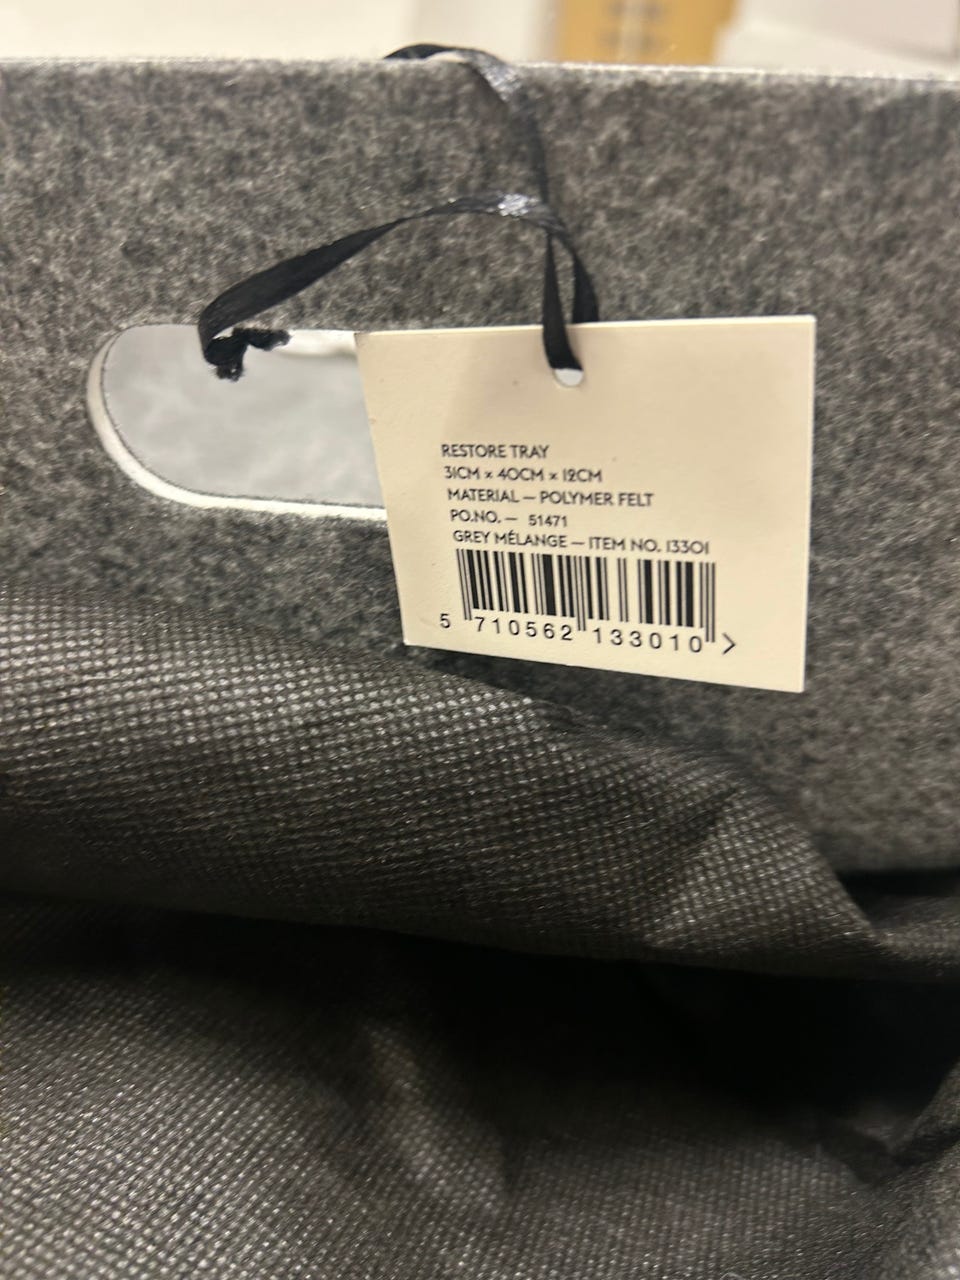 RESTORE TRAY
31CM x 40CM x 12CM
MATERIAL – POLYMER FELT
PO.NO. – 51471
GREY MÉLANGE – ITEM NO. 13301
5 710562 133010 >